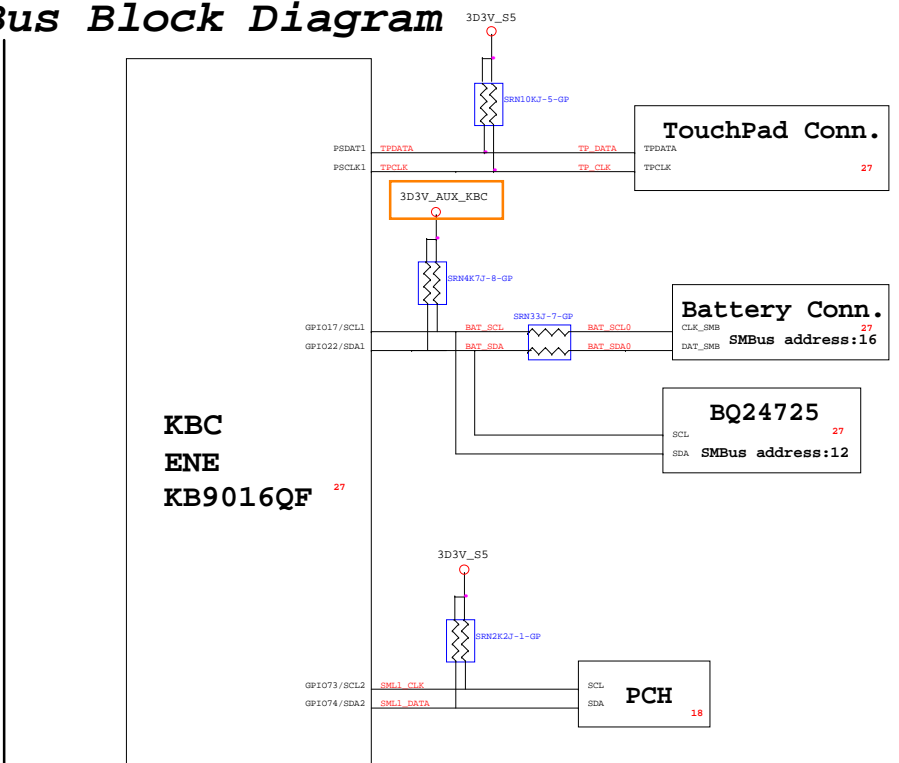 Bus Block Diagram
3D3V_S5
SRN10KJ-5-GP
TouchPad Conn.
PSDAT1 TPDATA TP_DATA TPDATA
PSCLK1 TPCLK TP_CLK TPCLK 27
3D3V_AUX_KBC
SRN4K7J-8-GP
Battery Conn.
SRN33J-7-GP
GPIO17/SCL1 BAT_SCL BAT_SCL0 CLK_SMB 27
GPIO22/SDA1 BAT_SDA BAT_SDA0 DAT_SMB SMBus address:16
BQ24725
SCL 27
SDA SMBus address:12
KBC
ENE
KB9016QF 27
3D3V_S5
SRN2K2J-1-GP
GPIO73/SCL2 SML1_CLK SCL
GPIO74/SDA2 SML1_DATA SDA PCH
18